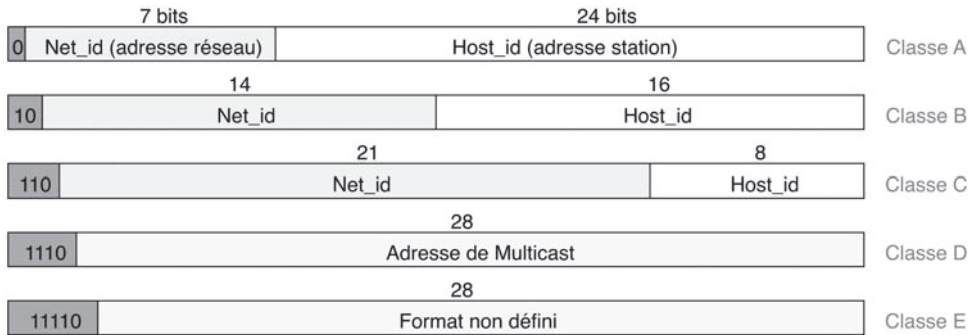 7 bits 24 bits
0 Net_id (adresse réseau) Host_id (adresse station) Classe A
14 16
10 Net_id Host_id Classe B
21 8
110 Net_id Host_id Classe C
28
1110 Adresse de Multicast Classe D
28
11110 Format non défini Classe E